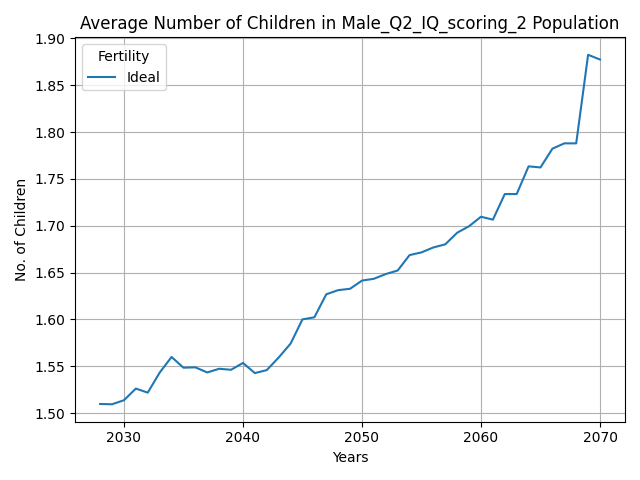 Average Number of Children in Male_Q2_IQ_scoring_2 Population
Fertility
Ideal
No. of Children
1.90
1.85
1.80
1.75
1.70
1.65
1.60
1.55
1.50
2030
2040
2050
2060
2070
Years